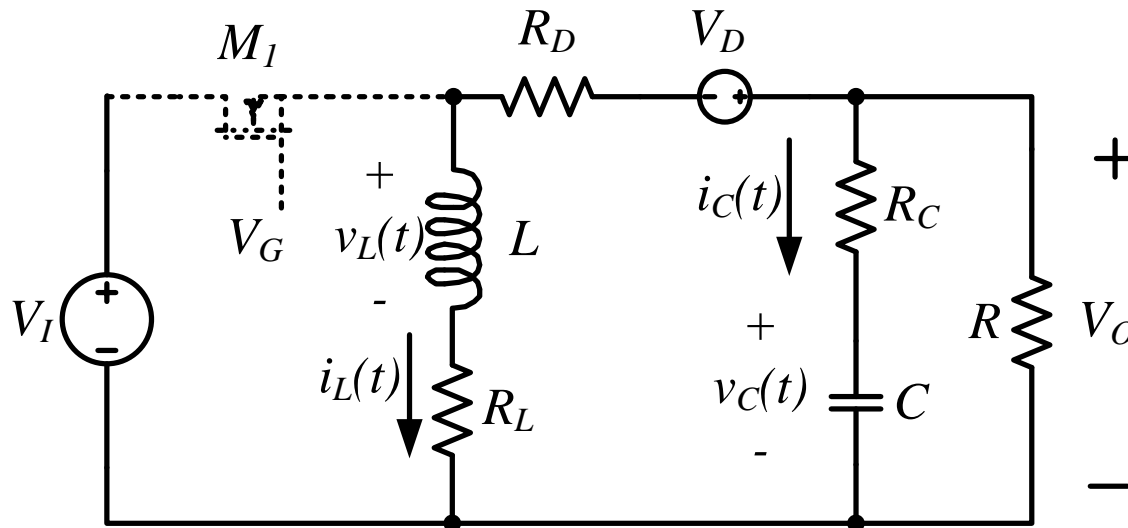 M1
RD
VD
+
vL(t)
-
L
VG
iC(t)
RC
+
VI
iL(t)
RL
+
vC(t)
-
C
R
VO